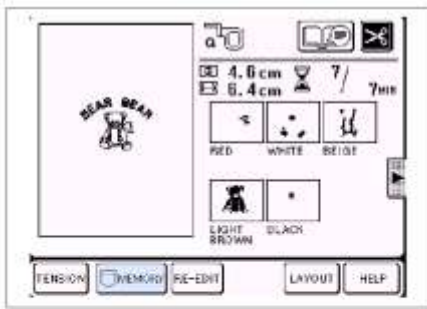 BEAR BEAR
a
4.6cm 7/
6.4cm 7MIN
RED WHITE BEIGE
LIGHT BROWN BLACK
TENSION MEMORY RE-EDIT LAYOUT HELP